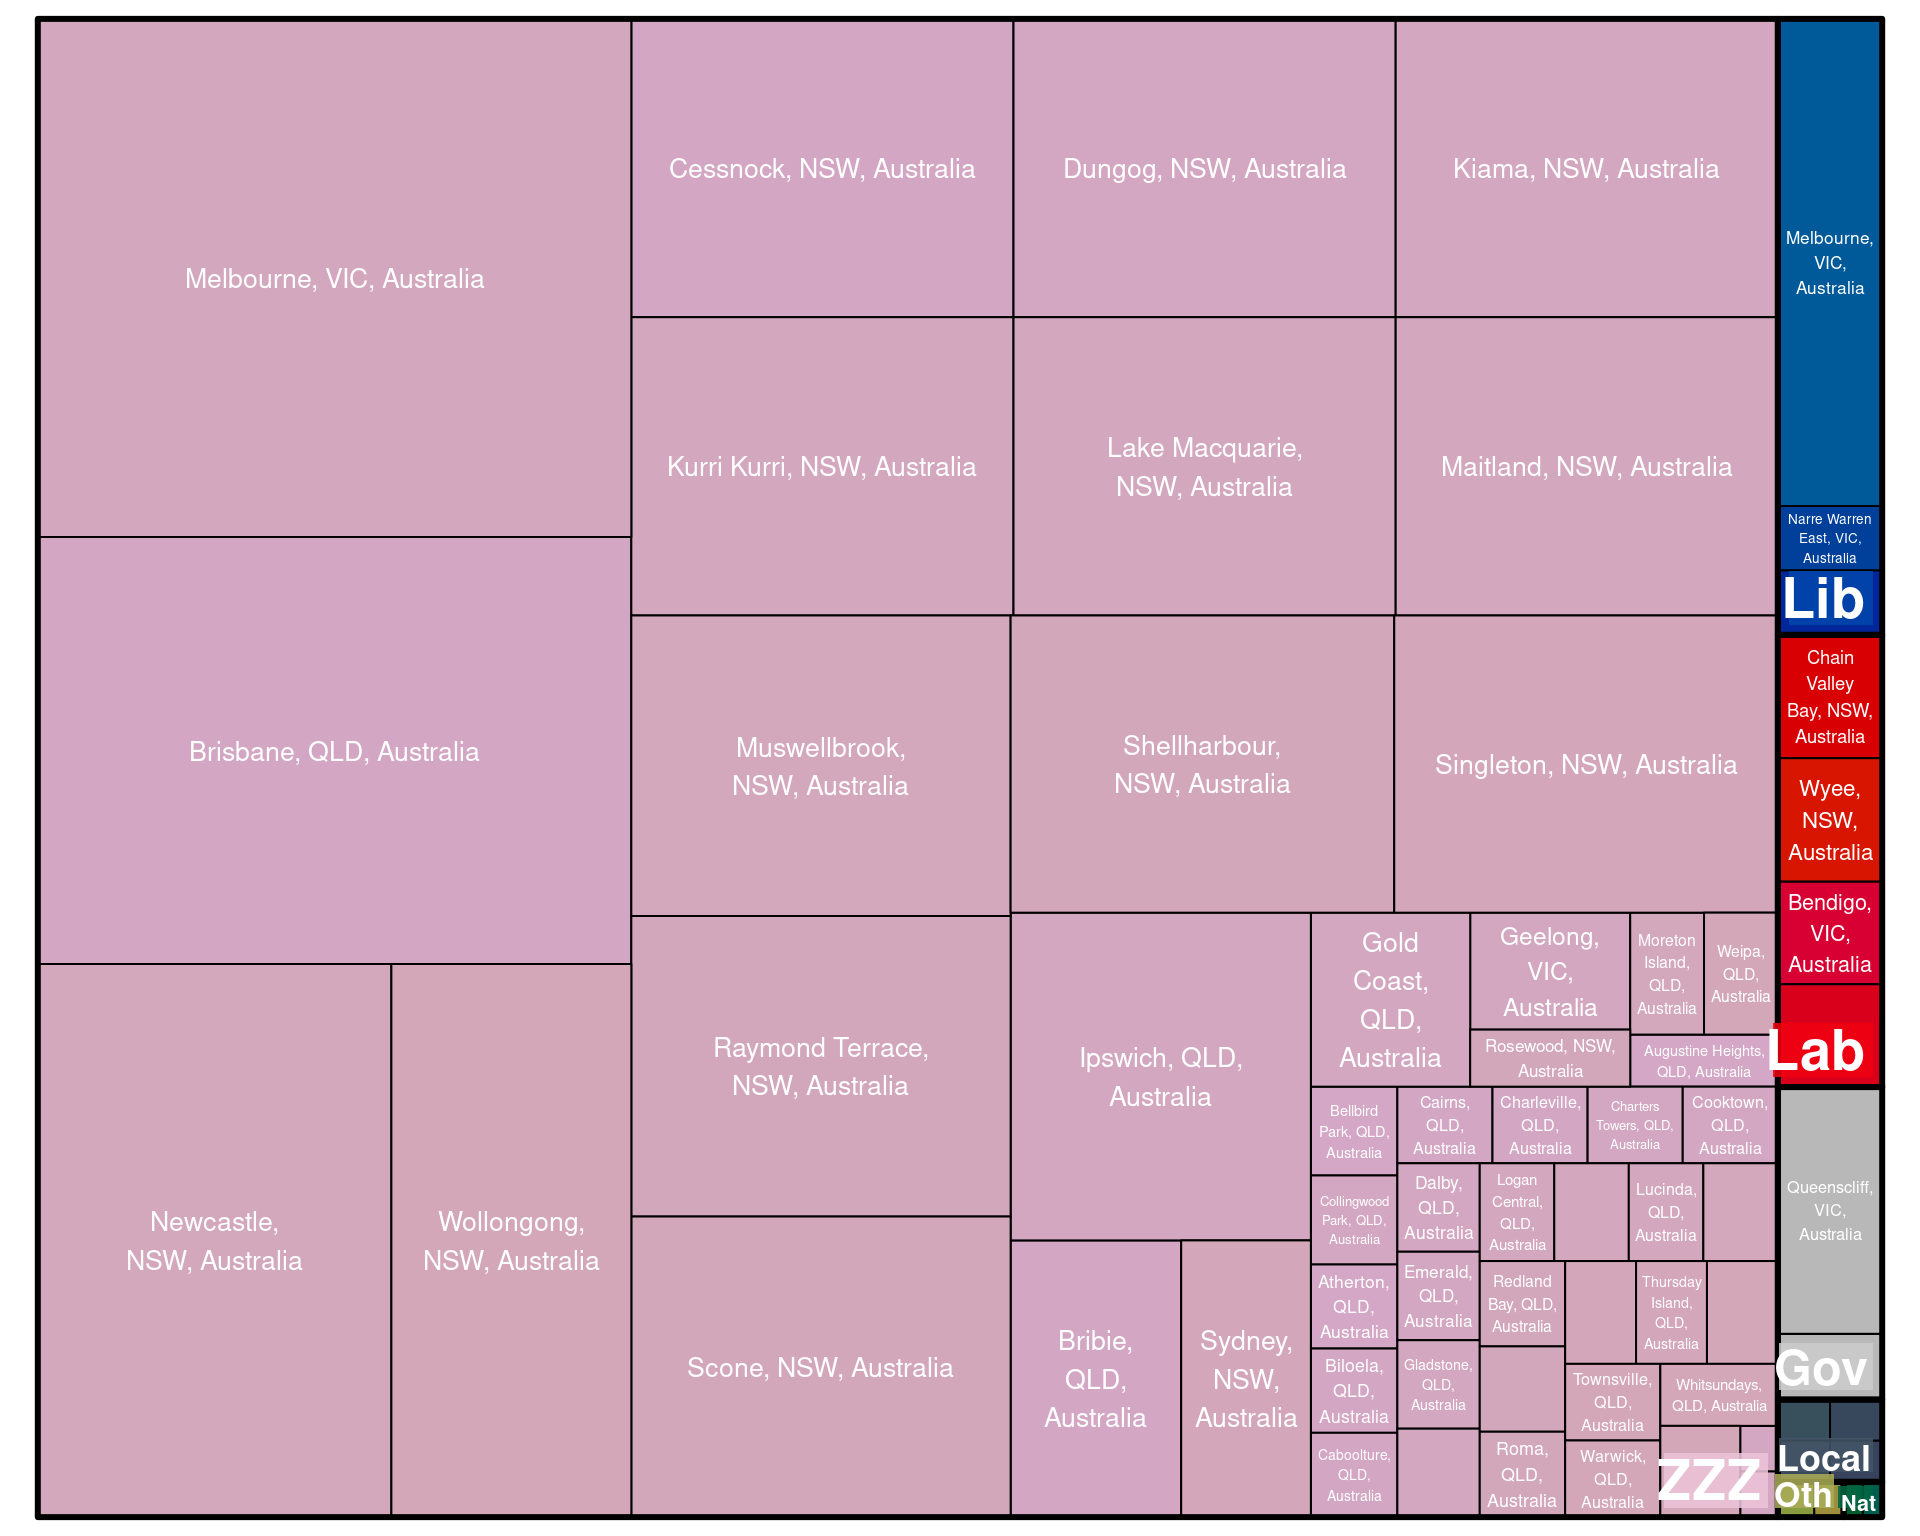 Melbourne, VIC, Australia
Brisbane, QLD, Australia
Newcastle,
NSW, Australia
Wollongong,
NSW, Australia
Cessnock, NSW, Australia
Dungog, NSW, Australia
Kiama, NSW, Australia
Kurri Kurri, NSW, Australia
Lake Macquarie,
NSW, Australia
Maitland, NSW, Australia
Muswellbrook,
NSW, Australia
Shellharbour,
NSW, Australia
Singleton, NSW, Australia
Raymond Terrace,
NSW, Australia
Scone, NSW, Australia
Ipswich, QLD,
Australia
Bribie,
QLD,
Australia
Sydney,
NSW,
Australia
Gold
Coast,
QLD,
Australia
Geelong,
VIC,
Australia
Rosewood, NSW,
Australia
Moreton
Island,
QLD,
Australia
Weipa,
QLD,
Australia
Augustine Heights,
QLD, Australia
Bellbird
Park, QLD,
Australia
Collingwood
Park, QLD,
Australia
Atherton,
QLD,
Australia
Biloela,
QLD,
Australia
Caboolture,
QLD,
Australia
Cairns,
QLD,
Australia
Charleville,
QLD,
Australia
Charters
Towers, QLD,
Australia
Cooktown,
QLD,
Australia
Dalby,
QLD,
Australia
Emerald,
QLD,
Australia
Gladstone,
QLD,
Australia
Logan
Central,
QLD,
Australia
Lucinda,
QLD,
Australia
Redland
Bay, QLD,
Australia
Thursday
Island,
QLD,
Australia
Roma,
QLD,
Australia
Townsville,
QLD,
Australia
Whitsundays,
QLD, Australia
Warwick,
QLD,
Australia
ZZZ
Melbourne,
VIC,
Australia
Narre Warren
East, VIC,
Australia
Lib
Chain
Valley
Bay, NSW,
Australia
Wyee,
NSW,
Australia
Bendigo,
VIC,
Australia
Lab
Queenscliff,
VIC,
Australia
Gov
Local
Oth
Nat